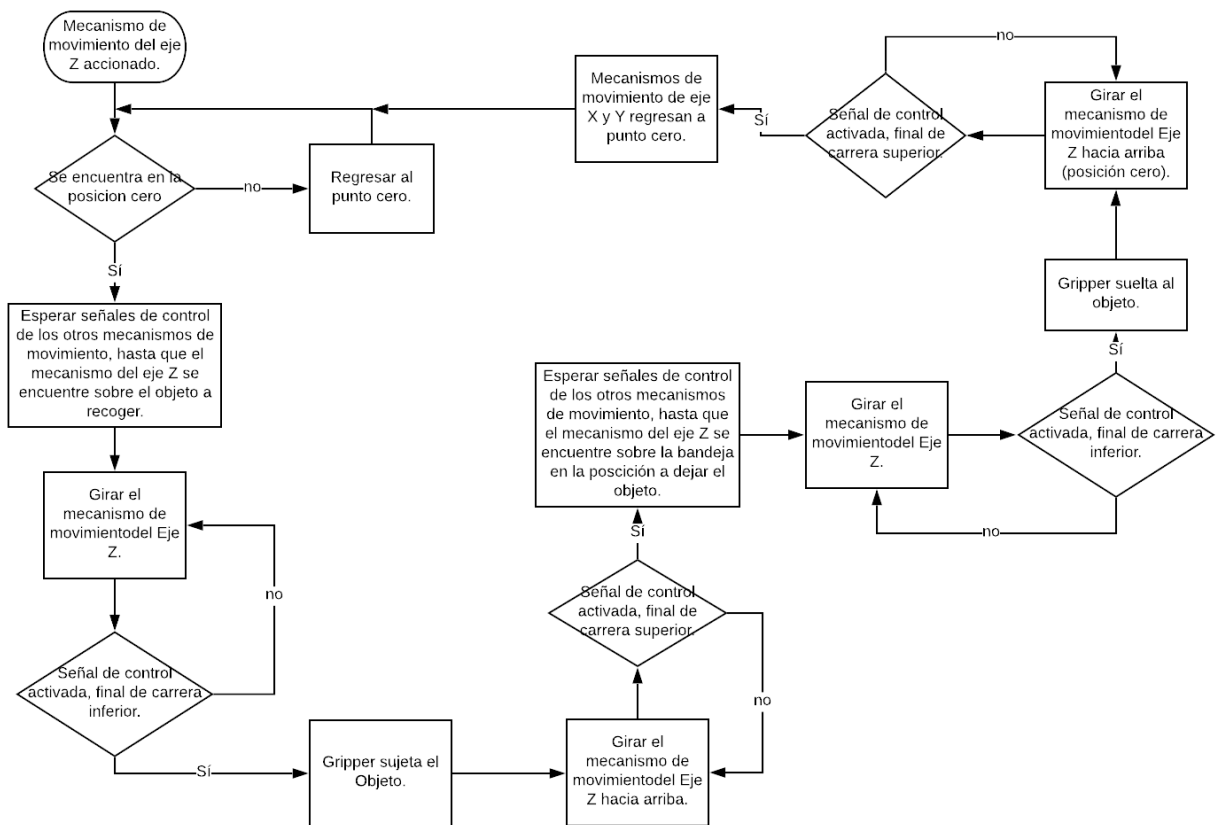 Mecanismo de
movimiento del eje
Z accionado.
Se encuentra en la
posicion cero
no
Regresar al
punto cero.
Sí
Esperar señales de control
de los otros mecanismos de
movimiento, hasta que el
mecanismo del eje Z se
encuentre sobre el objeto a
recoger.
Girar el
mecanismo de
movimientodel Eje
Z.
no
Señal de control
activada, final de carrera
inferior.
Sí
Gripper sujeta el
Objeto.
Girar el
mecanismo de
movimientodel Eje
Z hacia arriba.
no
Señal de control
activada, final de
carrera superior.
Sí
Esperar señales de control
de los otros mecanismos
de movimiento, hasta que
el mecanismo del eje Z se
encuentre sobre la bandeja
en la poscición a dejar el
objeto.
Girar el
mecanismo de
movimientodel Eje
Z.
no
Señal de control
activada, final de carrera
inferior.
Sí
Gripper suelta al
objeto.
Girar el
mecanismo de
movimientodel Eje
Z hacia arriba
(posición cero).
no
Señal de control
activada, final de
carrera superior.
Sí
Mecanismos de
movimiento de eje
X y Y regresan a
punto cero.